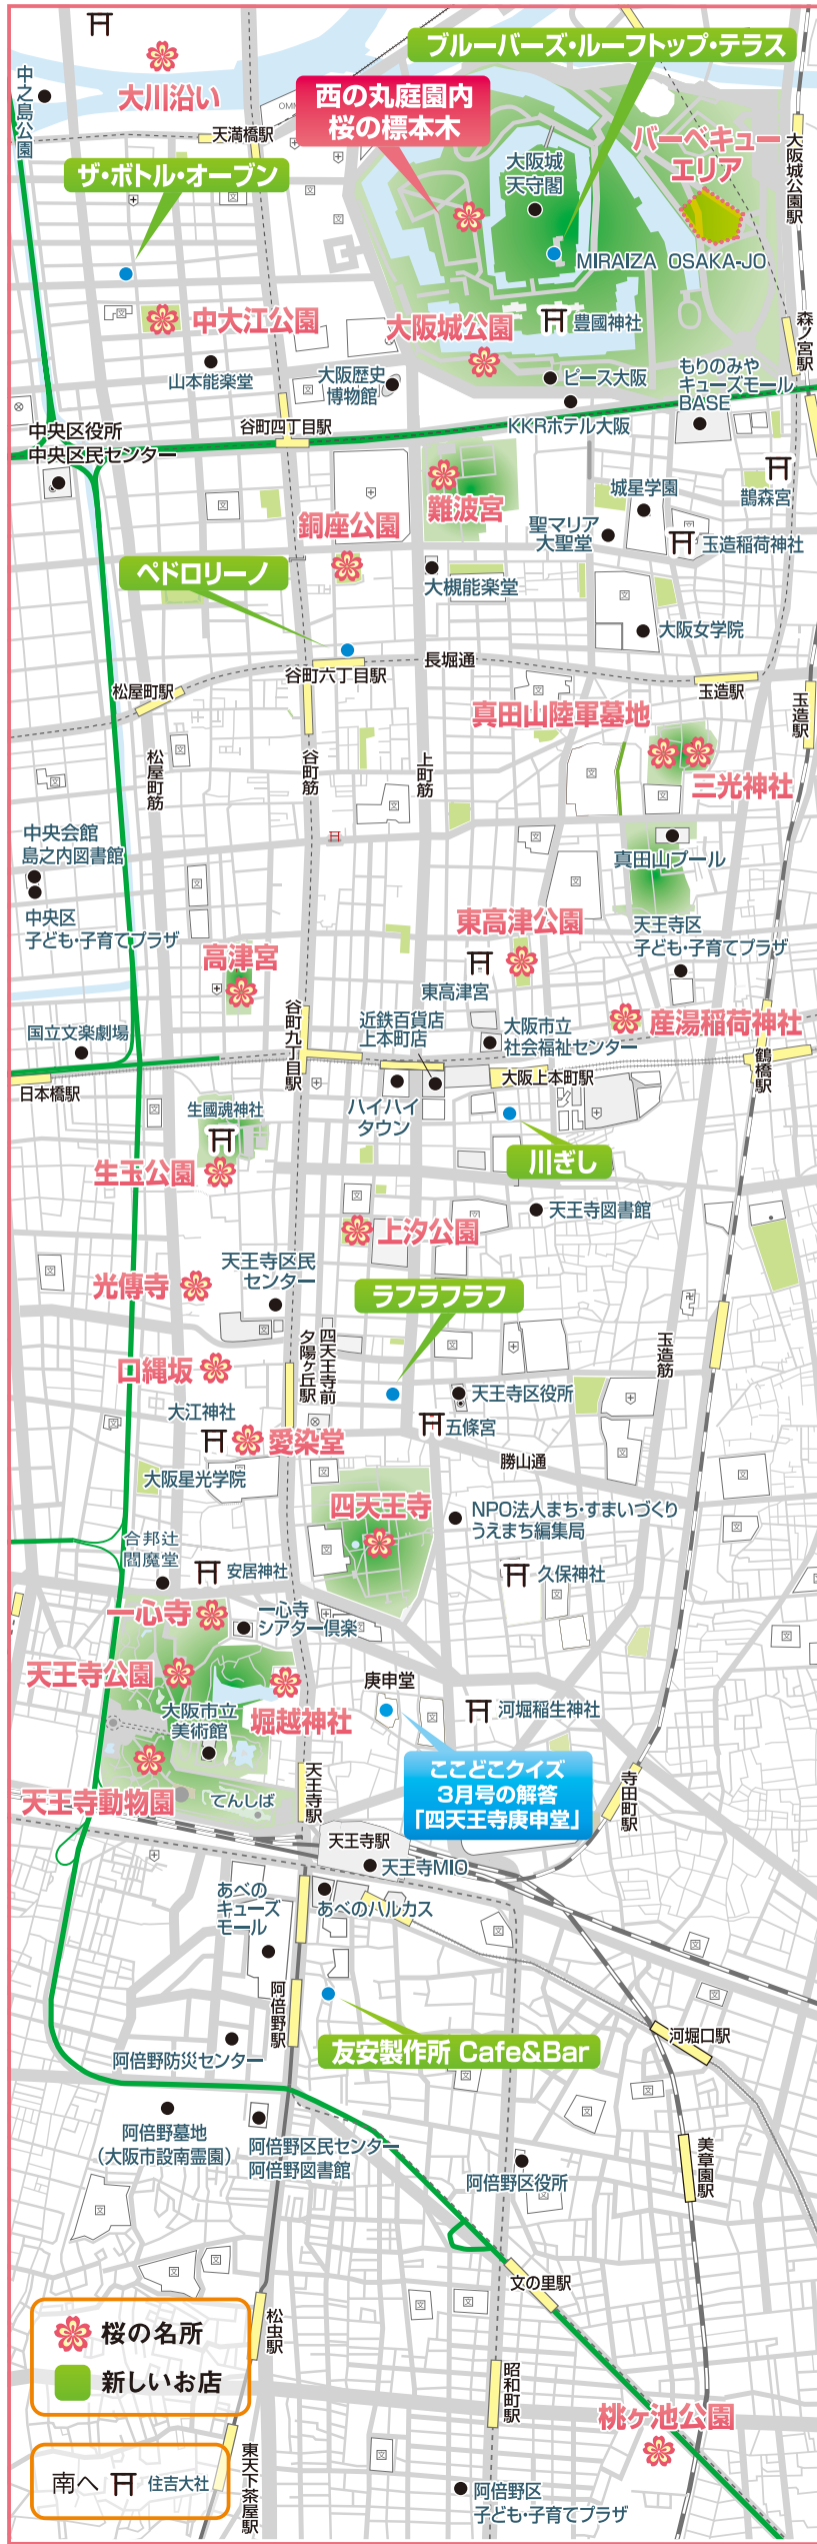 ブルーバーズ・ルーフトップ・テラス
大川沿い
中之島公園
西の丸庭園内
桜の標本木
天満橋駅
バーベキュー
エリア
大阪城公園駅
大阪城
天守閣
ザ・ボトル・オーブン
MIRAIZA OSAKA-JO
中大江公園
大阪城公園
豊國神社
森ノ宮駅
山本能楽堂
大阪歴史
博物館
ピース大阪
もりのみや
キューズモール
BASE
KKRホテル大阪
谷町四丁目駅
中央区役所
中央区民センター
難波宮
城星学園
鵲森宮
銅座公園
聖マリア
大聖堂
玉造稲荷神社
ペドロリーノ
大槻能楽堂
大阪女学院
長堀通
谷町六丁目駅
松屋町駅
玉造駅
玉造駅
真田山陸軍墓地
三光神社
松屋町筋
谷町筋
上町筋
中央会館
島之内図書館
真田山プール
中央区
子ども・子育てプラザ
東高津公園
天王寺区
子ども・子育てプラザ
高津宮
東高津宮
産湯稲荷神社
谷町九丁目駅
近鉄百貨店
上本町店
大阪市立
社会福祉センター
国立文楽劇場
鶴橋駅
日本橋駅
大阪上本町駅
ハイハイ
タウン
生國魂神社
川ぎし
生玉公園
天王寺図書館
上汐公園
天王寺区民
センター
光傳寺
ラフラフラフ
四天王寺前
夕陽ヶ丘駅
玉造筋
口縄坂
天王寺区役所
大江神社
五條宮
愛染堂
勝山通
大阪星光学院
四天王寺
NPO法人まち・すまいづくり
うえまち編集局
合邦辻
閻魔堂
安居神社
久保神社
一心寺
一心寺
シアター倶楽
天王寺公園
庚申堂
大阪市立
美術館
堀越神社
河堀稲生神社
ここどこクイズ
3月号の解答
「四天王寺庚申堂」
天王寺動物園
てんしば
天王寺駅
寺田町駅
天王寺駅
天王寺MIO
あべの
キューズ
モール
あべのハルカス
阿倍野駅
友安製作所 Cafe&Bar
河堀口駅
阿倍野防災センター
阿倍野墓地
（大阪市設南霊園）
阿倍野区民センター
阿倍野図書館
美章園駅
阿倍野区役所
文の里駅
桜の名所
新しいお店
松虫駅
昭和町駅
桃ヶ池公園
南へ 住吉大社
東天下茶屋駅
阿倍野区
子ども・子育てプラザ